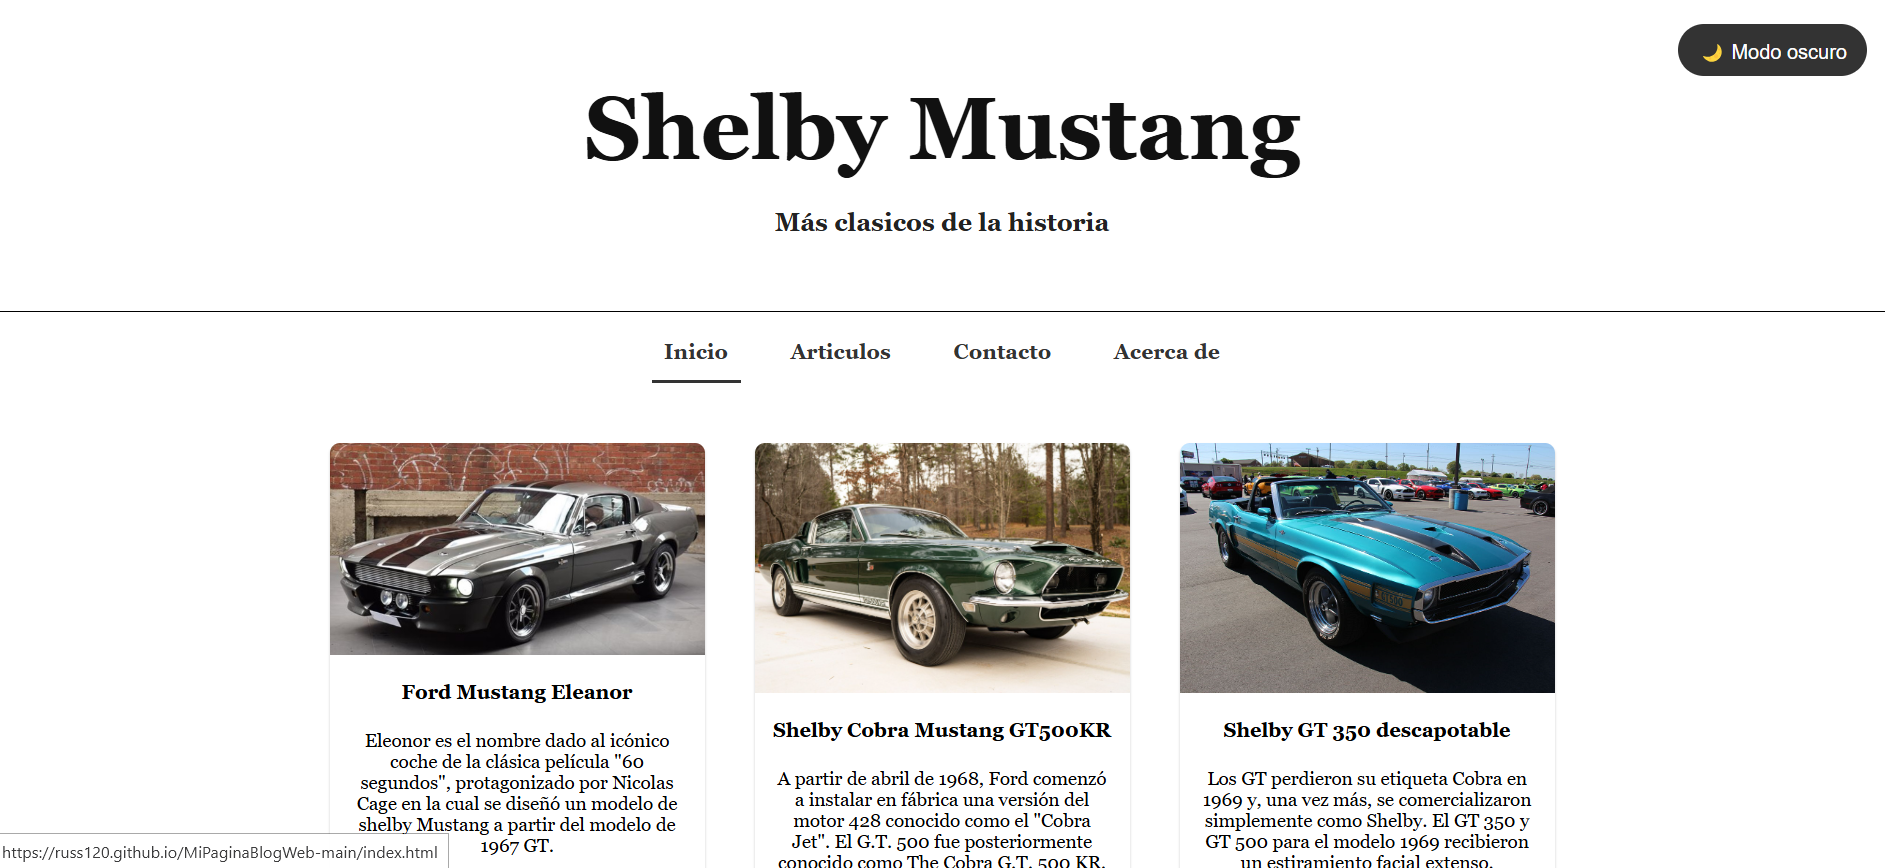 🌙 Modo oscuro
Shelby Mustang
Más clasicos de la historia
Inicio
Articulos
Contacto
Acerca de
Ford Mustang Eleanor
Eleonor es el nombre dado al icónico
coche de la clásica película "60
segundos", protagonizado por Nicolas
Cage en la cual se diseñó un modelo de
shelby Mustang a partir del modelo de
1967 GT.
Shelby Cobra Mustang GT500KR
A partir de abril de 1968, Ford comenzó
a instalar en fábrica una versión del
motor 428 conocido como el "Cobra
Jet". El G.T. 500 fue posteriormente
conocido como The Cobra G.T. 500 KR.
Shelby GT 350 descapotable
Los GT perdieron su etiqueta Cobra en
1969 y, una vez más, se comercializaron
simplemente como Shelby. El GT 350 y
GT 500 para el modelo 1969 recibieron
un estiramiento facial extenso.
https://russ120.github.io/MiPaginaBlogWeb-main/index.html